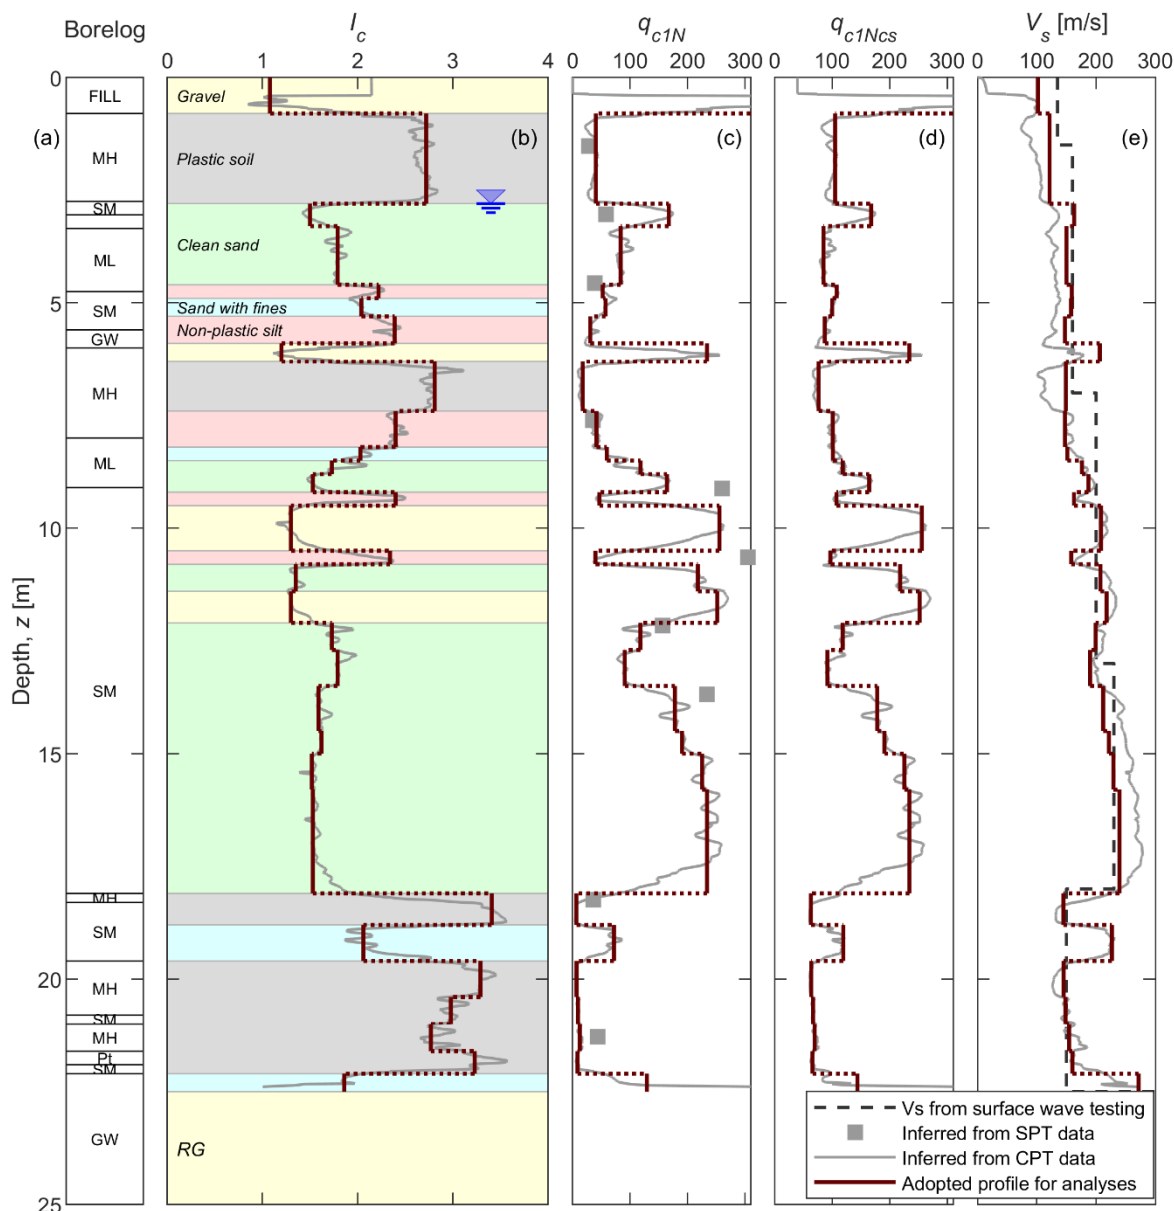 Borelog
I_c
q_c1N
q_c1Ncs
V_s [m/s]
0 1 2 3 4
0 100 200 300
0 100 200 300
0 100 200 300
(a)
(b)
(c)
(d)
(e)
Depth, z [m]
0
5
10
15
20
25
FILL
MH
SM
ML
SM
GW
MH
ML
SM
MH
SM
MH
SM
MH
Pt
SM
GW
Gravel
Plastic soil
Clean sand
Sand with fines
Non-plastic silt
RG
Vs from surface wave testing
Inferred from SPT data
Inferred from CPT data
Adopted profile for analyses